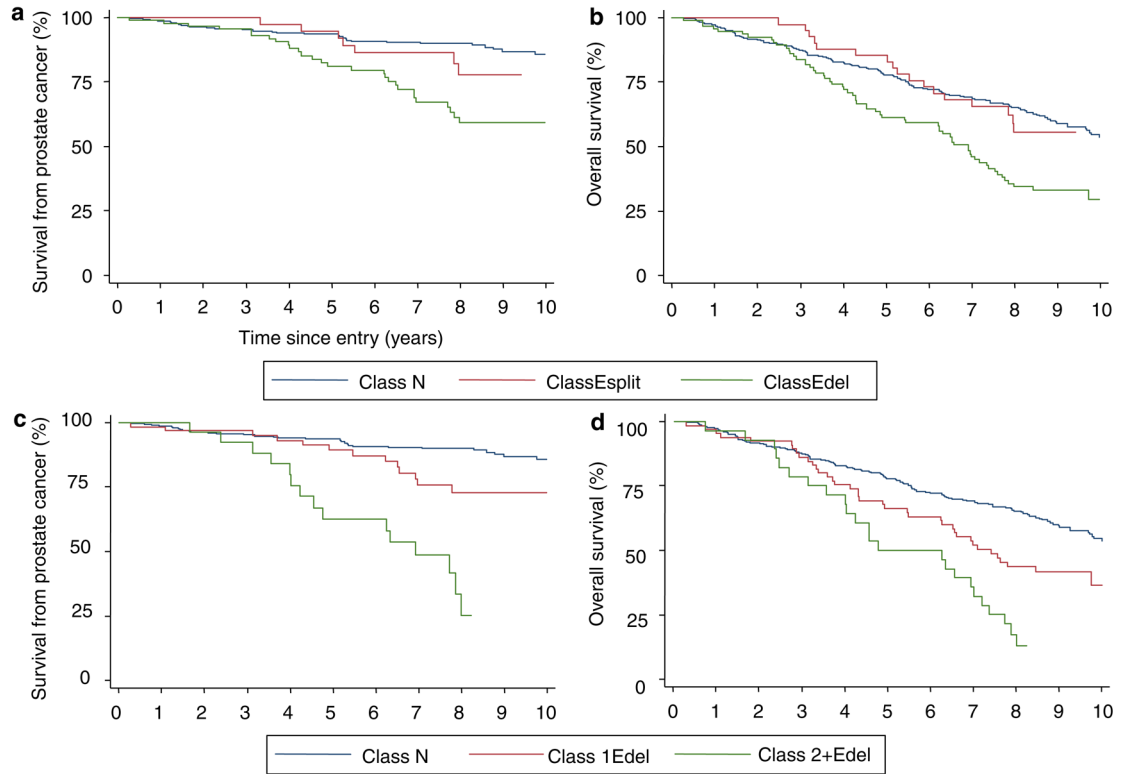 a
b
Survival from prostate cancer (%)
100
75
50
25
0
0 1 2 3 4 5 6 7 8 9 10
Time since entry (years)
Overall survival (%)
100
75
50
25
0
0 1 2 3 4 5 6 7 8 9 10
Class N ClassEsplit ClassEdel
c
d
Survival from prostate cancer (%)
100
75
50
25
0
0 1 2 3 4 5 6 7 8 9 10
Overall survival (%)
100
75
50
25
0
0 1 2 3 4 5 6 7 8 9 10
Class N Class 1Edel Class 2+Edel